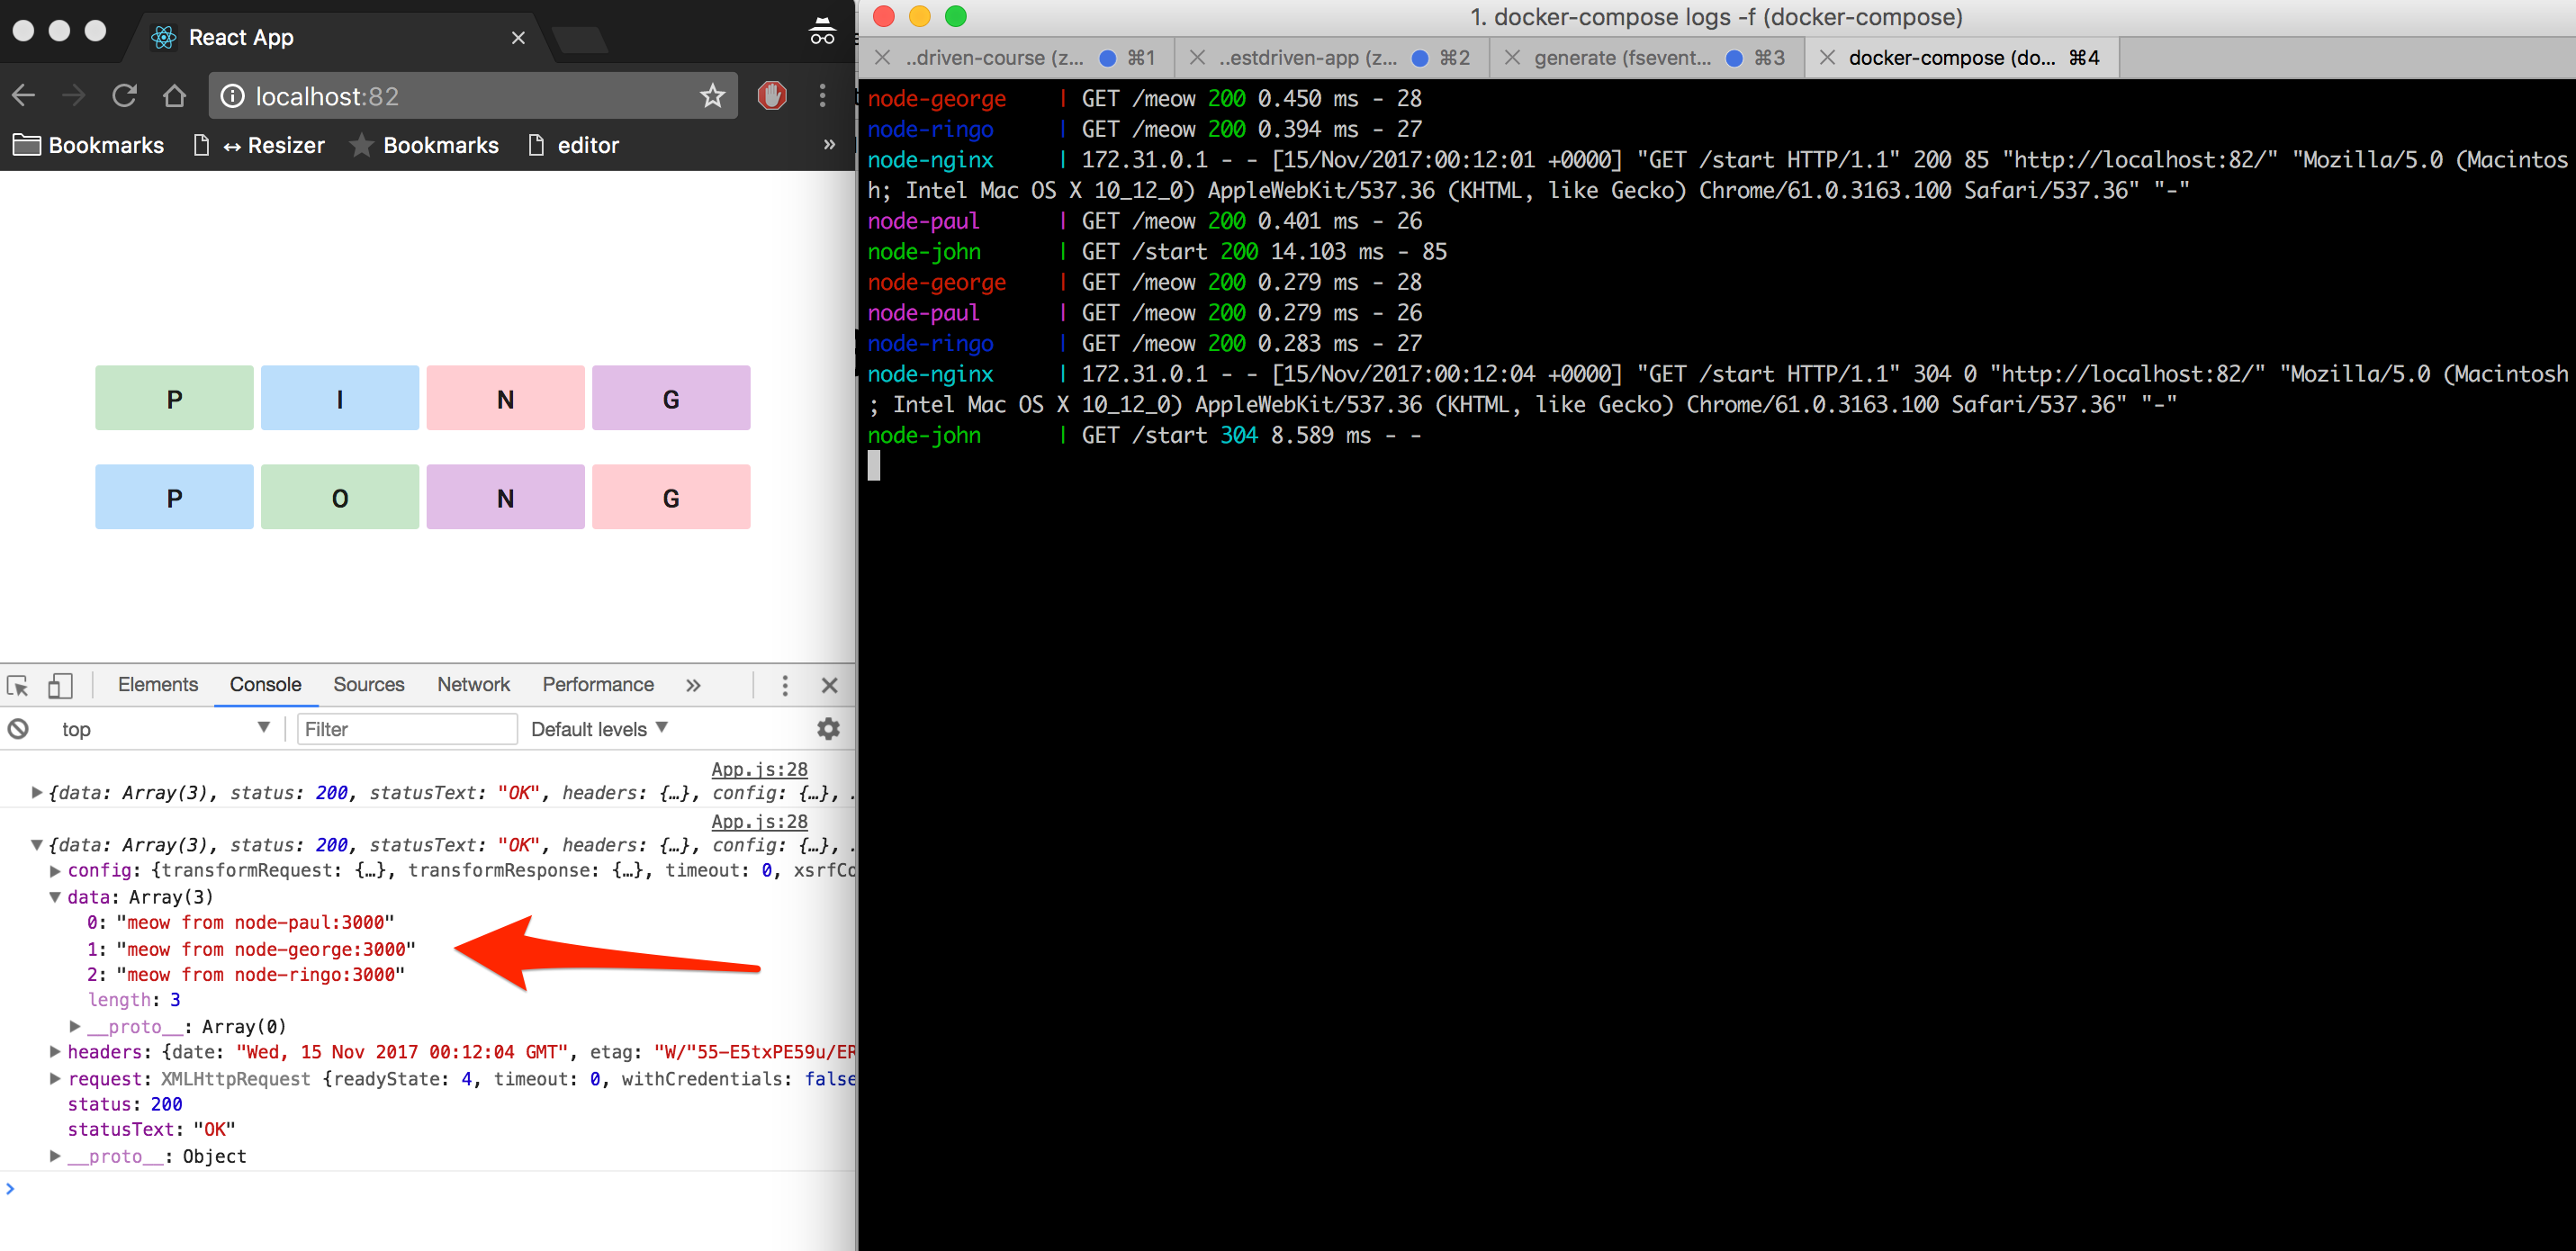 React App
localhost:82
Bookmarks ↔ Resizer Bookmarks editor »
P I N G
P O N G
Elements Console Sources Network Performance »
top Filter Default levels
App.js:28
{data: Array(3), status: 200, statusText: "OK", headers: {…}, config: {…}, .
App.js:28
{data: Array(3), status: 200, statusText: "OK", headers: {…}, config: {…}, .
config: {transformRequest: {…}, transformResponse: {…}, timeout: 0, xsrfCo
data: Array(3)
0: "meow from node-paul:3000"
1: "meow from node-george:3000"
2: "meow from node-ringo:3000"
length: 3
__proto__: Array(0)
headers: {date: "Wed, 15 Nov 2017 00:12:04 GMT", etag: "W/"55-E5txPE59u/ER
request: XMLHttpRequest {readyState: 4, timeout: 0, withCredentials: false
status: 200
statusText: "OK"
__proto__: Object
1. docker-compose logs -f (docker-compose)
..driven-course (z... ⌘1 ..estdriven-app (z... ⌘2 generate (fsevent... ⌘3 docker-compose (do... ⌘4
node-george | GET /meow 200 0.450 ms - 28
node-ringo | GET /meow 200 0.394 ms - 27
node-nginx | 172.31.0.1 - - [15/Nov/2017:00:12:01 +0000] "GET /start HTTP/1.1" 200 85 "http://localhost:82/" "Mozilla/5.0 (Macintos
h; Intel Mac OS X 10_12_0) AppleWebKit/537.36 (KHTML, like Gecko) Chrome/61.0.3163.100 Safari/537.36" "-"
node-paul | GET /meow 200 0.401 ms - 26
node-john | GET /start 200 14.103 ms - 85
node-george | GET /meow 200 0.279 ms - 28
node-paul | GET /meow 200 0.279 ms - 26
node-ringo | GET /meow 200 0.283 ms - 27
node-nginx | 172.31.0.1 - - [15/Nov/2017:00:12:04 +0000] "GET /start HTTP/1.1" 304 0 "http://localhost:82/" "Mozilla/5.0 (Macintosh
; Intel Mac OS X 10_12_0) AppleWebKit/537.36 (KHTML, like Gecko) Chrome/61.0.3163.100 Safari/537.36" "-"
node-john | GET /start 304 8.589 ms - -